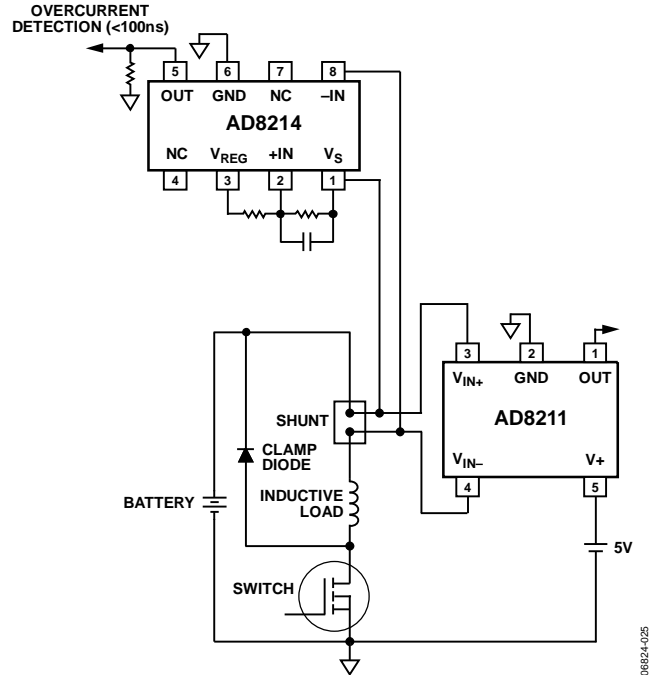 OVERCURRENT
DETECTION (<100ns)
5 6 7 8
OUT GND NC –IN
AD8214
NC VREG +IN VS
4 3 2 1
3 2 1
VIN+ GND OUT
SHUNT
AD8211
CLAMP
DIODE
VIN– V+
BATTERY
INDUCTIVE
LOAD
4 5
5V
SWITCH
06824-025